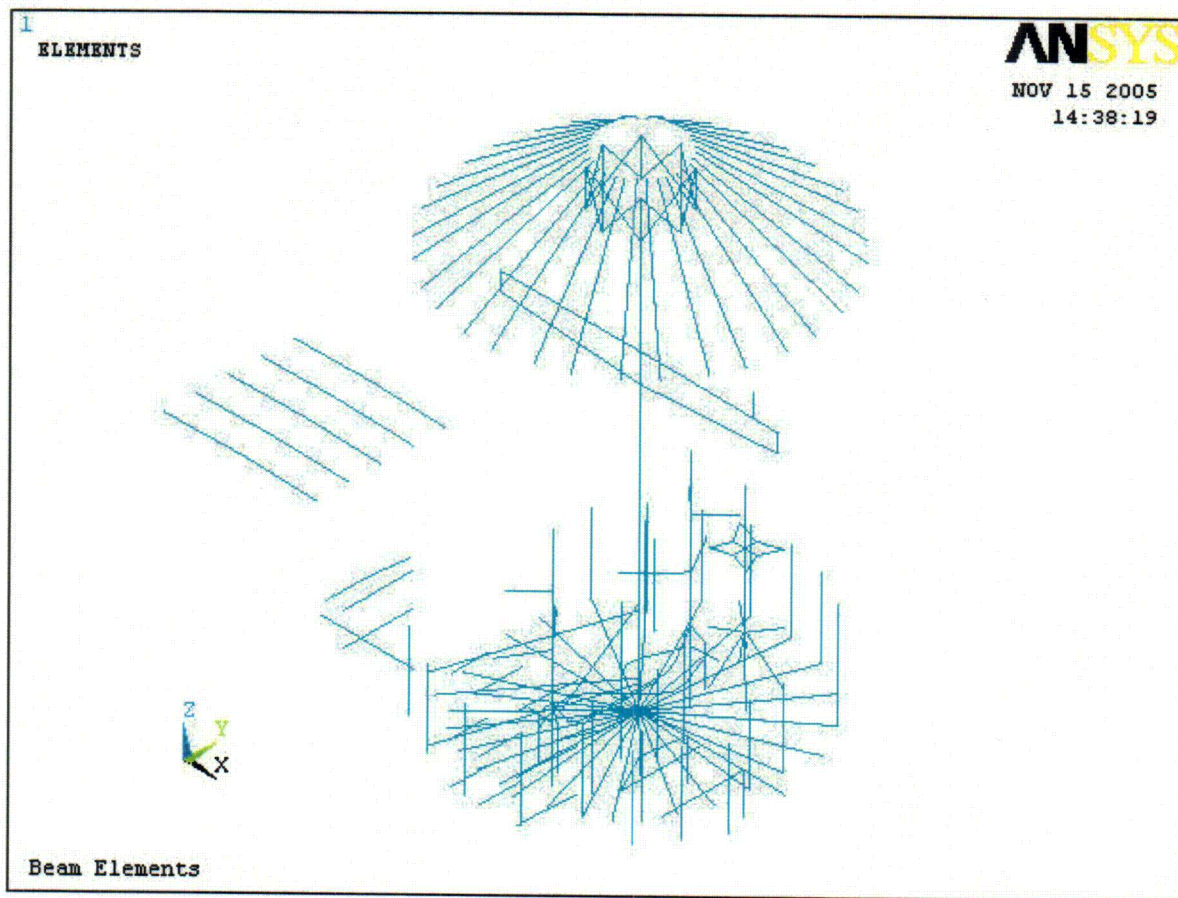 1
ELEMENTS
ANSYS
NOV 15 2005
14:38:19
Z
Y
X
Beam Elements